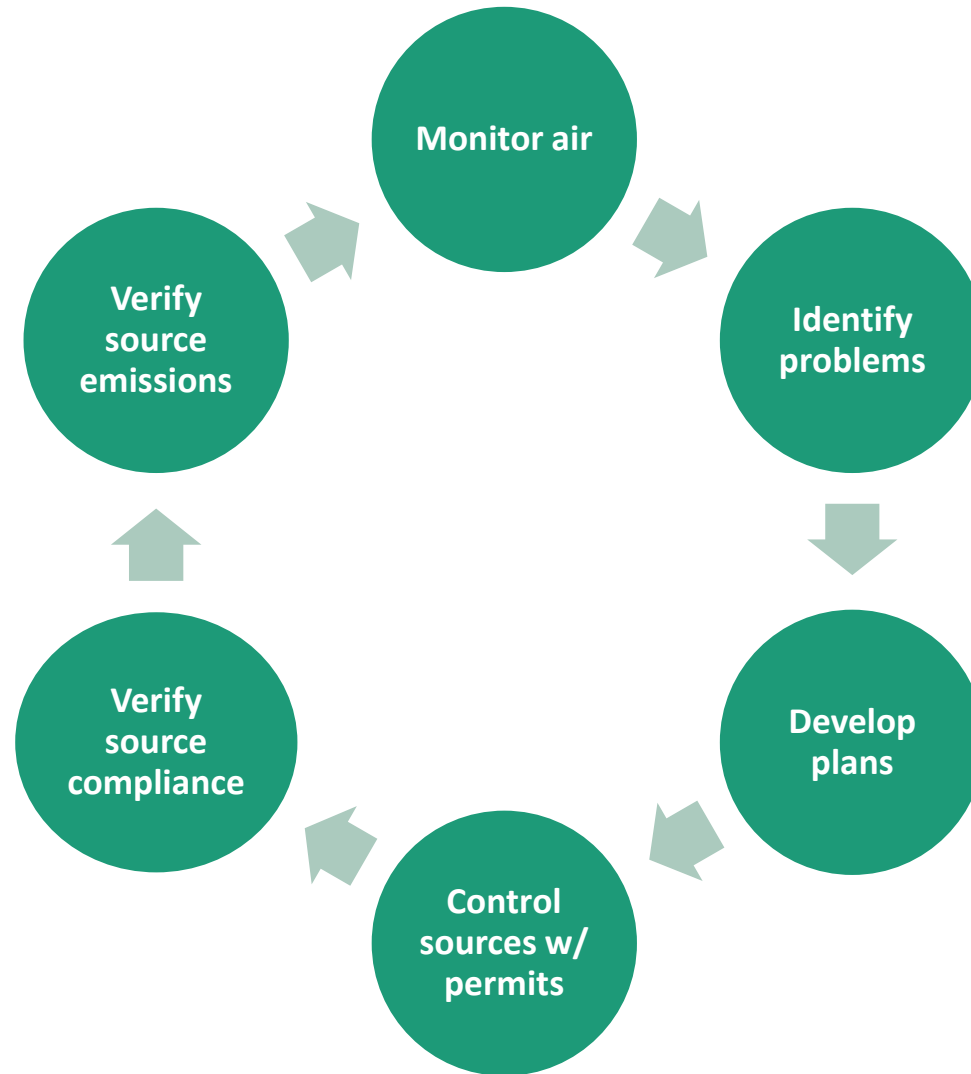 Monitor air
Identify
problems
Develop
plans
Control
sources w/
permits
Verify
source
compliance
Verify
source
emissions